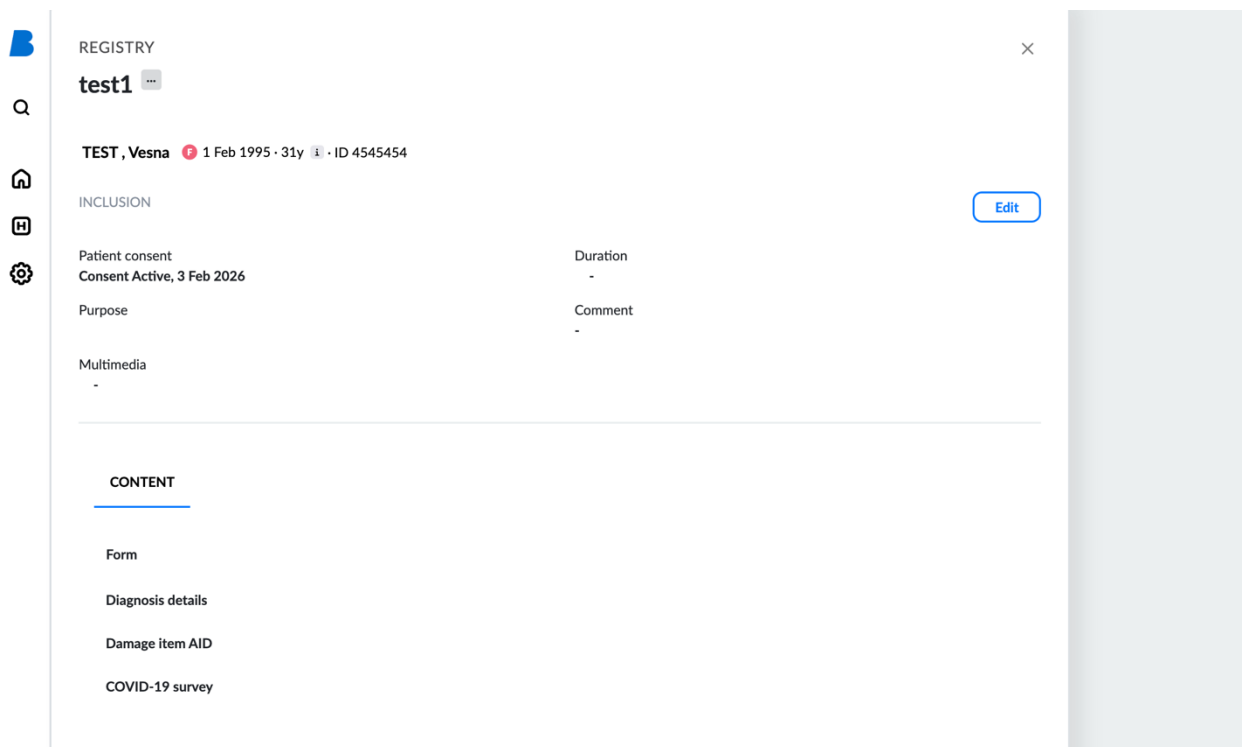 REGISTRY
test1 ...
TEST , Vesna F 1 Feb 1995 · 31y i · ID 4545454
INCLUSION
Edit
Patient consent
Consent Active, 3 Feb 2026
Duration
-
Purpose
Comment
-
Multimedia
-
CONTENT
Form
Diagnosis details
Damage item AID
COVID-19 survey